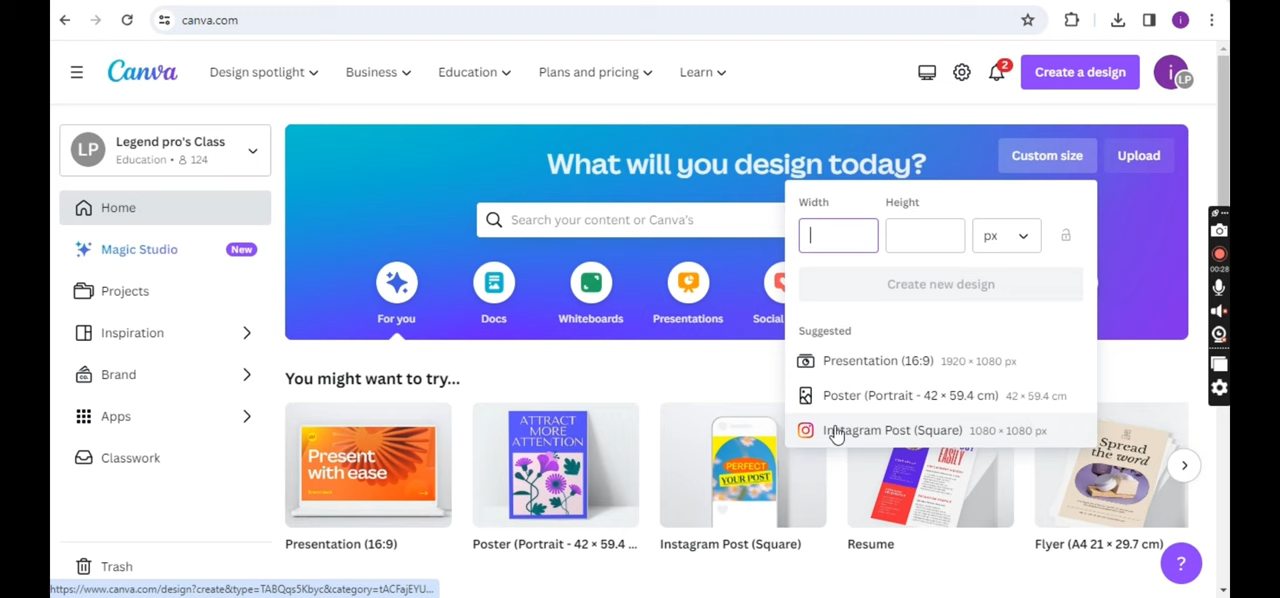 canva.com
i
Canva
Design spotlight
Business
Education
Plans and pricing
Learn
2
Create a design
i
LP
LP
Legend pro's Class
Education • 124
Home
Magic Studio
New
Projects
Inspiration
Brand
Apps
Classwork
Trash
What will you design today?
Custom size
Upload
Search your content or Canva's
For you
Docs
Whiteboards
Presentations
Social
Width
Height
px
Create new design
Suggested
Presentation (16:9) 1920 × 1080 px
Poster (Portrait - 42 × 59.4 cm) 42 × 59.4 cm
Instagram Post (Square) 1080 × 1080 px
You might want to try...
Present
with ease
ATTRACT
MORE
ATTENTION
PERFECT
YOUR POST
EASILY
Spread
the word
Presentation (16:9)
Poster (Portrait - 42 × 59.4 ...
Instagram Post (Square)
Resume
Flyer (A4 21 × 29.7 cm)
?
00:28
https://www.canva.com/design?create&type=TABQqs5Kbyc&category=tACFajEYU...